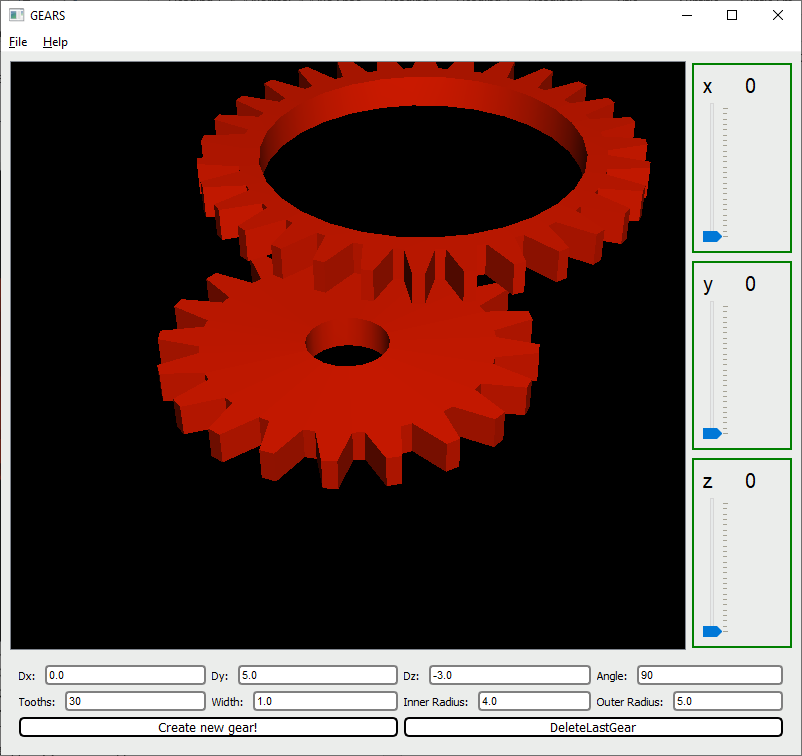 GEARS
File Help
x 0
y 0
z 0
Dx: 0.0 Dy: 5.0 Dz: -3.0 Angle: 90
Tooths: 30 Width: 1.0 Inner Radius: 4.0 Outer Radius: 5.0
Create new gear! DeleteLastGear